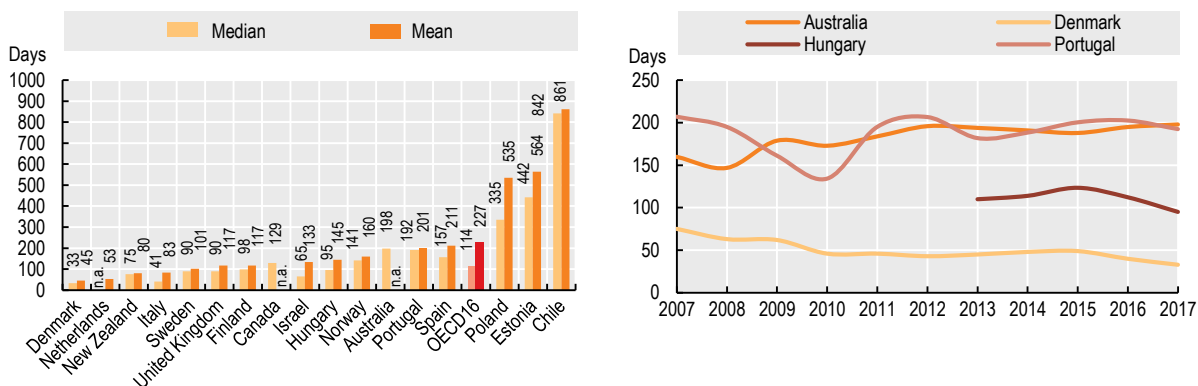 Median Mean
Days
1000
900
800
700
600
500
400
300
200
100
0
33 45 n.a. 53 75 80 41 83 90 101 90 117 98 117 129 n.a. 65 133 95 145 141 160 198 n.a. 192 201 157 211 114 227 335 535 442 564 842 861
Denmark
Netherlands
New Zealand
Italy
Sweden
United Kingdom
Finland
Canada
Israel
Hungary
Norway
Australia
Portugal
Spain
OECD16
Poland
Estonia
Chile
Australia Denmark
Hungary Portugal
Days
250
200
150
100
50
0
2007 2008 2009 2010 2011 2012 2013 2014 2015 2016 2017